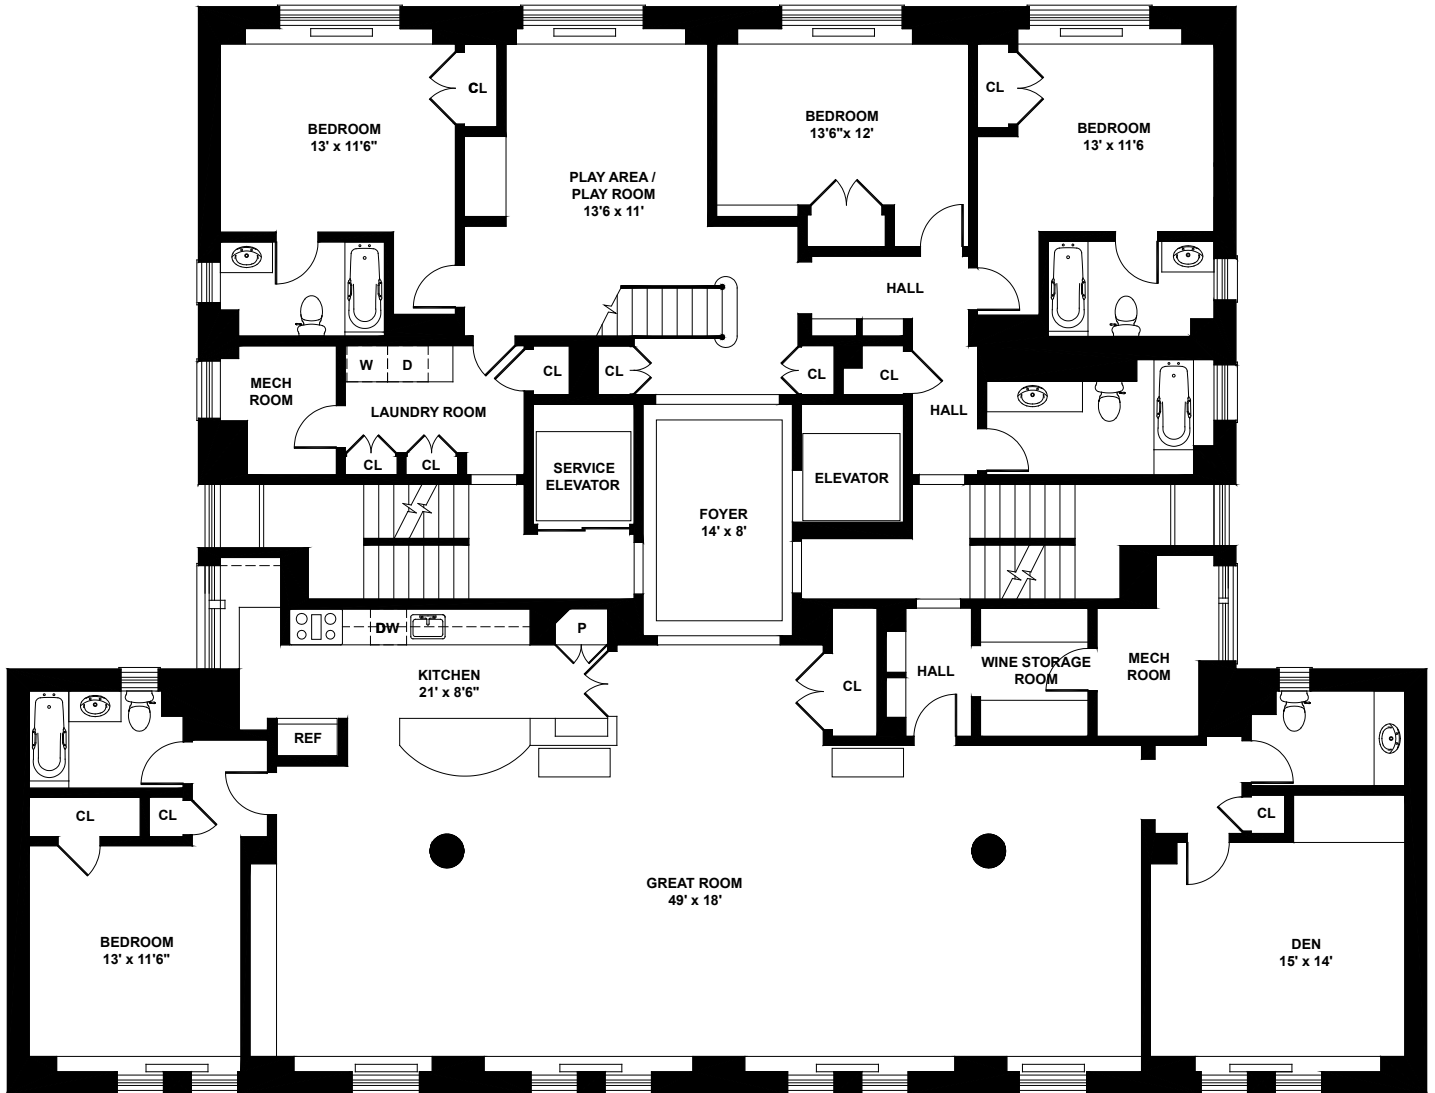 CL
BEDROOM
13' x 11'6"
PLAY AREA /
PLAY ROOM
13'6 x 11'
BEDROOM
13'6"x 12'
CL
BEDROOM
13' x 11'6
HALL
W
D
MECH
ROOM
LAUNDRY ROOM
CL
CL
CL
CL
CL
CL
HALL
SERVICE
ELEVATOR
ELEVATOR
FOYER
14' x 8'
DW
P
KITCHEN
21' x 8'6"
CL
HALL
WINE STORAGE
ROOM
MECH
ROOM
REF
CL
CL
CL
GREAT ROOM
49' x 18'
BEDROOM
13' x 11'6"
DEN
15' x 14'